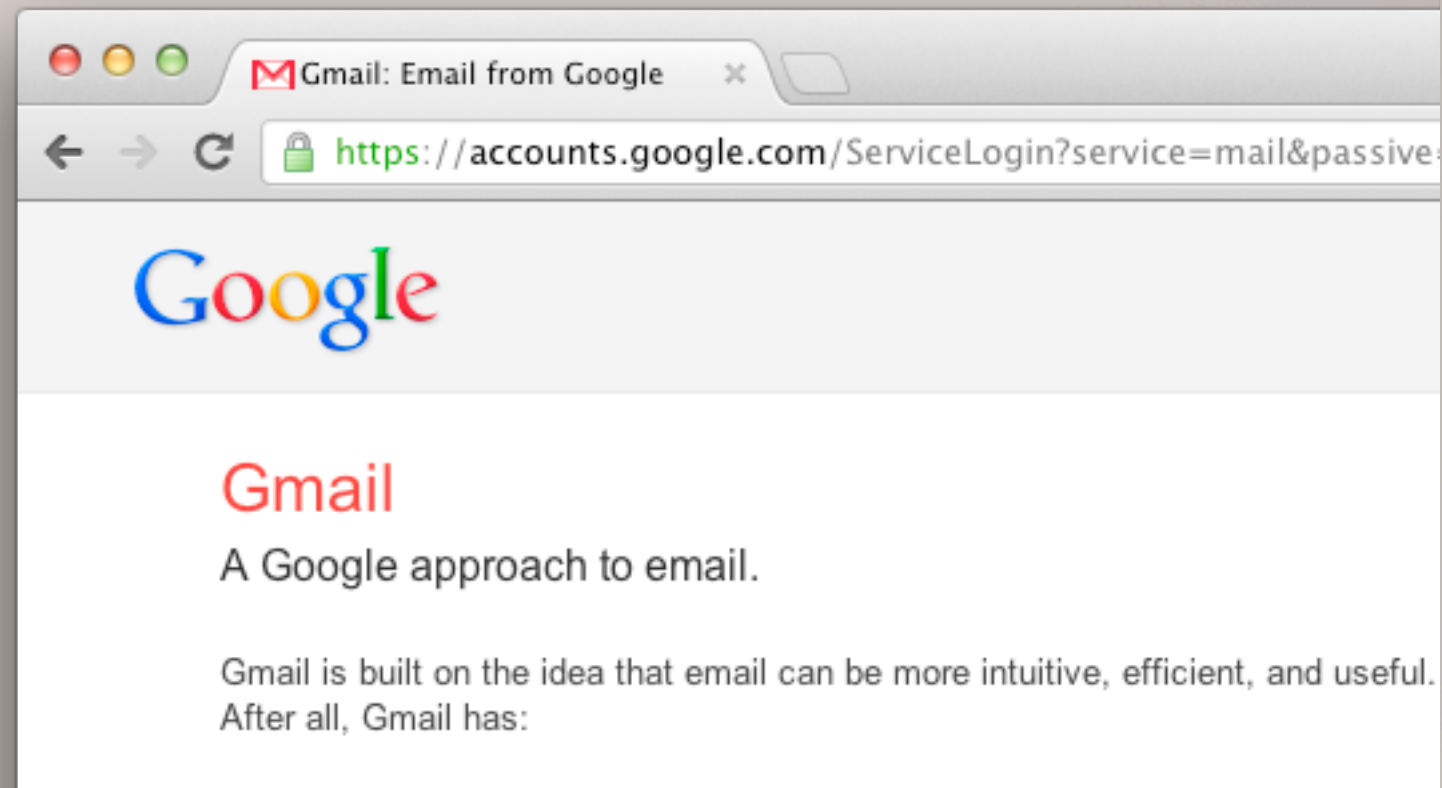 Gmail: Email from Google
https://accounts.google.com/ServiceLogin?service=mail&passive=
Google
Gmail
A Google approach to email.
Gmail is built on the idea that email can be more intuitive, efficient, and useful.
After all, Gmail has: